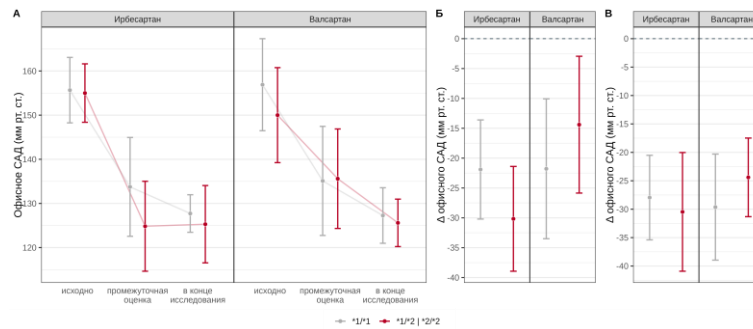 А
Ирбесартан
Валсартан
Офисное САД (мм рт. ст.)
160
150
140
130
120
исходно
промежуточная оценка
в конце исследования
исходно
промежуточная оценка
в конце исследования
Б
Ирбесартан
Валсартан
Δ офисного САД (мм рт. ст.)
0
-5
-10
-15
-20
-25
-30
-35
-40
В
Ирбесартан
Валсартан
Δ офисного САД (мм рт. ст.)
0
-5
-10
-15
-20
-25
-30
-35
-40
*1/*1
*1/*2 | *2/*2